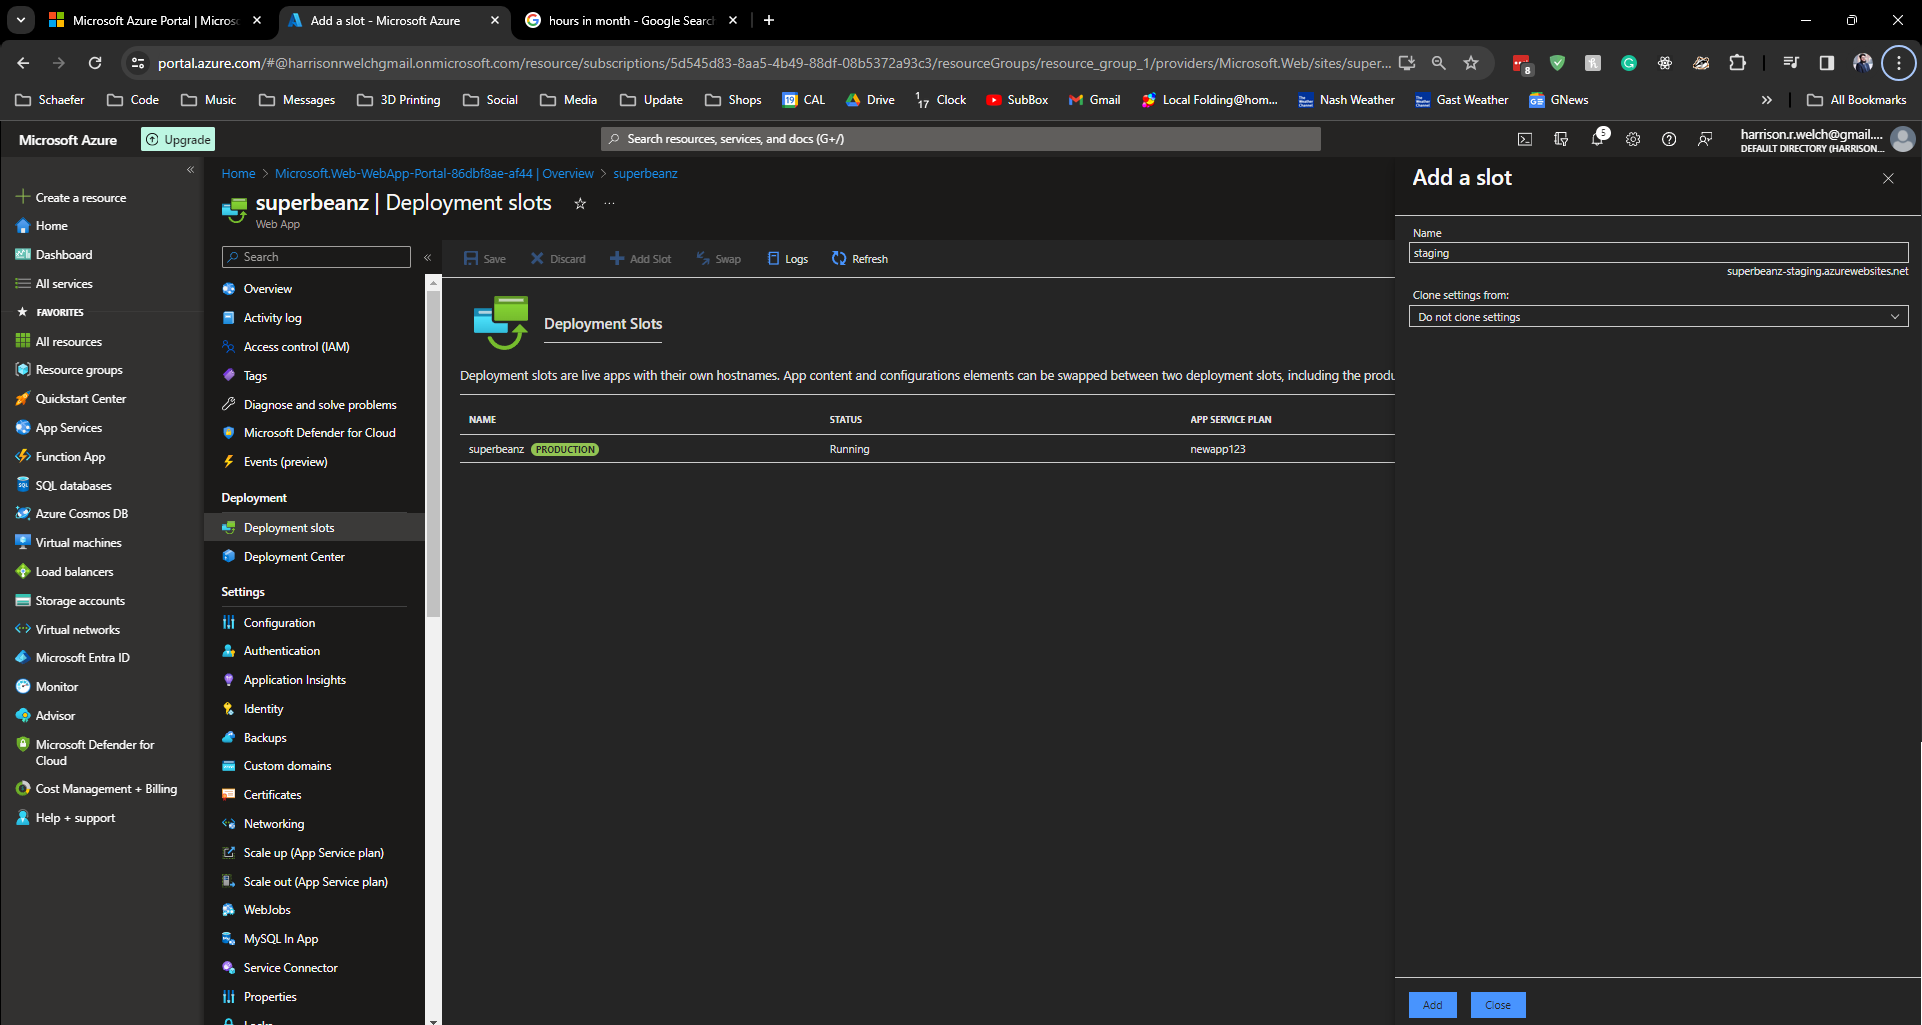 Microsoft Azure Portal | Micros
Add a slot - Microsoft Azure
hours in month - Google Searc
portal.azure.com/#@harrisonrwelchgmail.onmicrosoft.com/resource/subscriptions/5d545d83-8aa5-4b49-88df-08b5372a93c3/resourceGroups/resource_group_1/providers/Microsoft.Web/sites/super...
8
Schaefer
Code
Music
Messages
3D Printing
Social
Media
Update
Shops
19 CAL
Drive
1 17 Clock
SubBox
Gmail
Local Folding@hom...
Nash Weather
Gast Weather
GNews
All Bookmarks
Microsoft Azure
Upgrade
Search resources, services, and docs (G+/)
5
harrison.r.welch@gmail....
DEFAULT DIRECTORY (HARRISON...
Create a resource
Home
Dashboard
All services
FAVORITES
All resources
Resource groups
Quickstart Center
App Services
Function App
SQL databases
Azure Cosmos DB
Virtual machines
Load balancers
Storage accounts
Virtual networks
Microsoft Entra ID
Monitor
Advisor
Microsoft Defender for
Cloud
Cost Management + Billing
Help + support
Home > Microsoft.Web-WebApp-Portal-86dbf8ae-af44 | Overview > superbeanz
superbeanz | Deployment slots
Web App
Search
Overview
Activity log
Access control (IAM)
Tags
Diagnose and solve problems
Microsoft Defender for Cloud
Events (preview)
Deployment
Deployment slots
Deployment Center
Settings
Configuration
Authentication
Application Insights
Identity
Backups
Custom domains
Certificates
Networking
Scale up (App Service plan)
Scale out (App Service plan)
WebJobs
MySQL In App
Service Connector
Properties
Locks
Save
Discard
Add Slot
Swap
Logs
Refresh
Deployment Slots
Deployment slots are live apps with their own hostnames. App content and configurations elements can be swapped between two deployment slots, including the produ
NAME STATUS APP SERVICE PLAN
superbeanz PRODUCTION Running newapp123
Add a slot
Name
staging
superbeanz-staging.azurewebsites.net
Clone settings from:
Do not clone settings
Add
Close